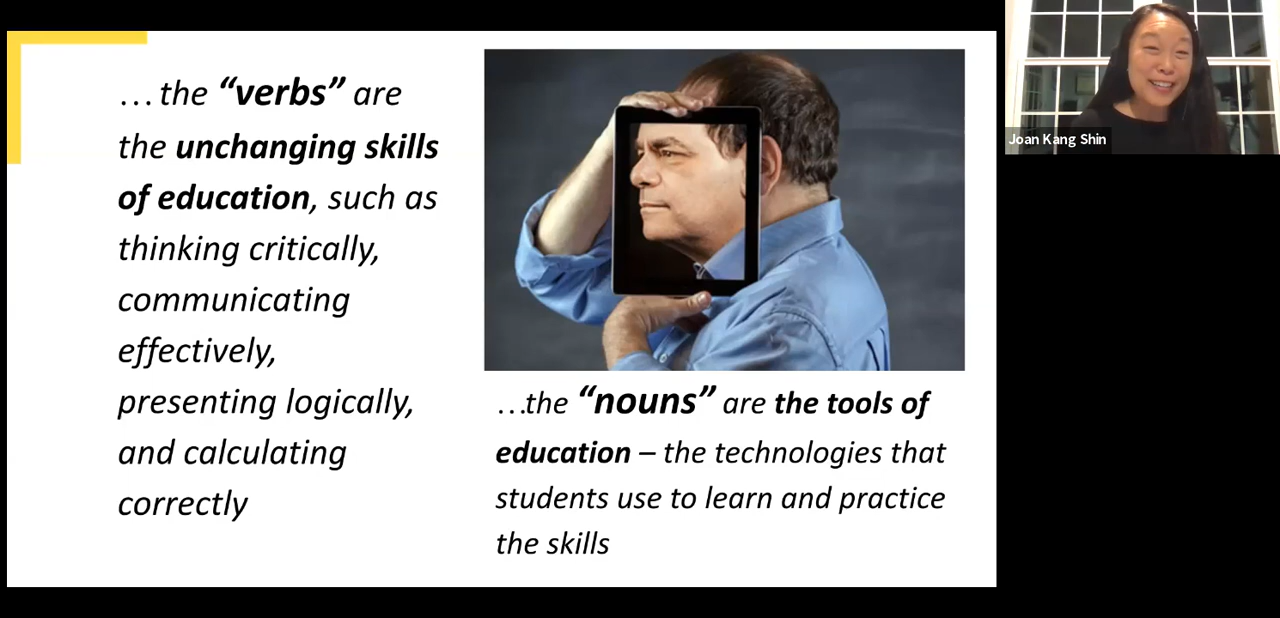 …the “verbs” are
the unchanging skills
of education, such as
thinking critically,
communicating
effectively,
presenting logically,
and calculating
correctly
…the “nouns” are the tools of
education – the technologies that
students use to learn and practice
the skills
Joan Kang Shin